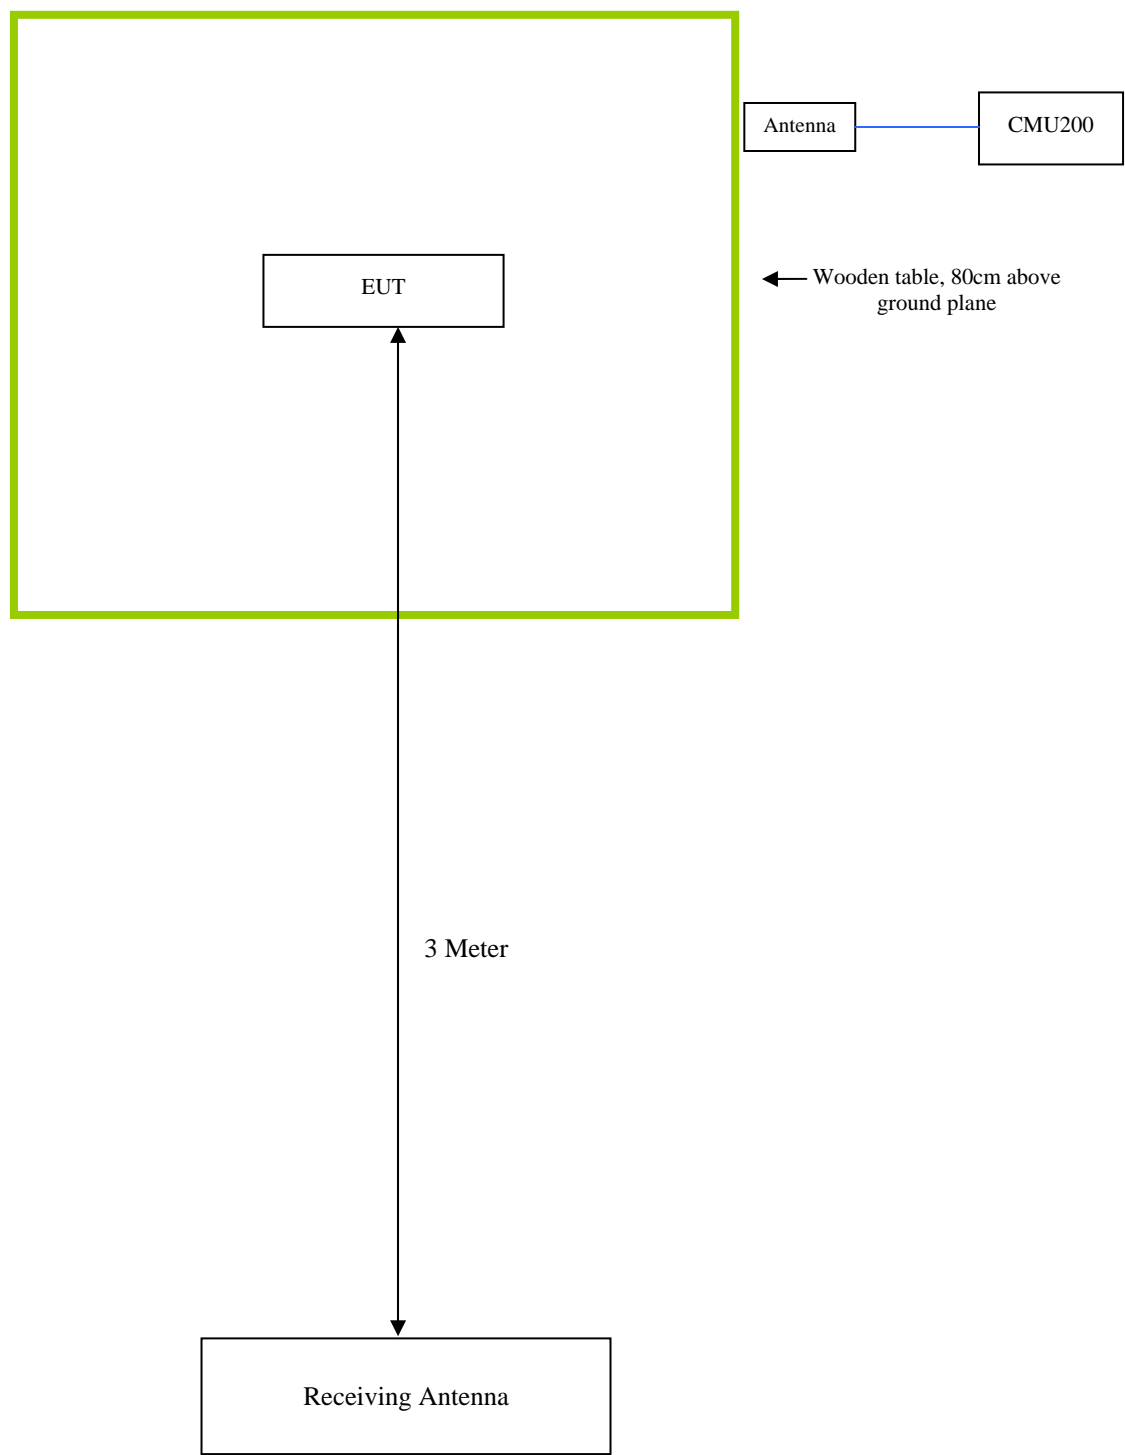 Antenna
CMU200
EUT
Wooden table, 80cm above
ground plane
3 Meter
Receiving Antenna